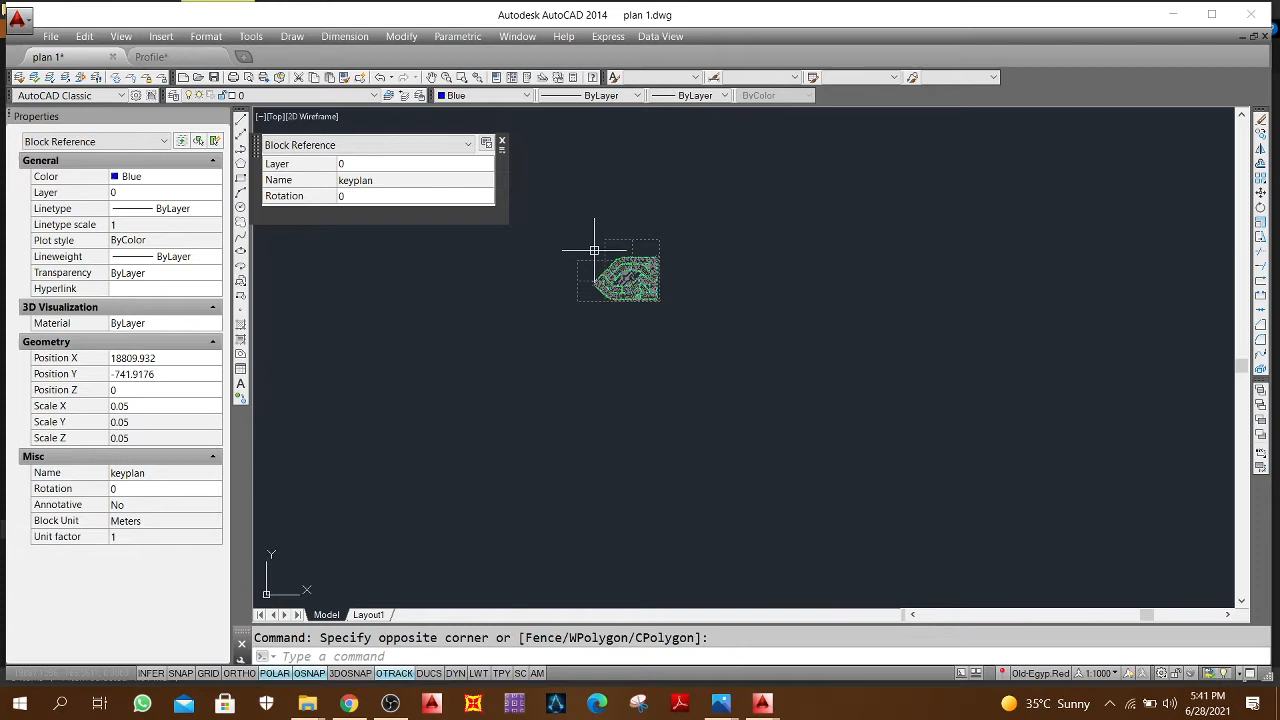 Autodesk AutoCAD 2014 plan 1.dwg
File Edit View Insert Format Tools Draw Dimension Modify Parametric Window Help Express Data View
plan 1* Profile*
AutoCAD Classic 0 Blue ByLayer ByLayer ByColor
Properties
[−][Top][2D Wireframe]
Block Reference
General
Color Blue
Layer 0
Linetype ByLayer
Linetype scale 1
Plot style ByColor
Lineweight ByLayer
Transparency ByLayer
Hyperlink
3D Visualization
Material ByLayer
Geometry
Position X 18809.932
Position Y -741.9176
Position Z 0
Scale X 0.05
Scale Y 0.05
Scale Z 0.05
Misc
Name keyplan
Rotation 0
Annotative No
Block Unit Meters
Unit factor 1
Block Reference
Layer 0
Name keyplan
Rotation 0
Y
X
Model Layout1
Command: Specify opposite corner or [Fence/WPolygon/CPolygon]:
Type a command
INFER SNAP GRID ORTHO POLAR OSNAP 3DOSNAP OTRACK DUCS DYN LWT TPY SC AM
Old-Egyp.Red 1:1000
35°C Sunny
5:41 PM
6/28/2021